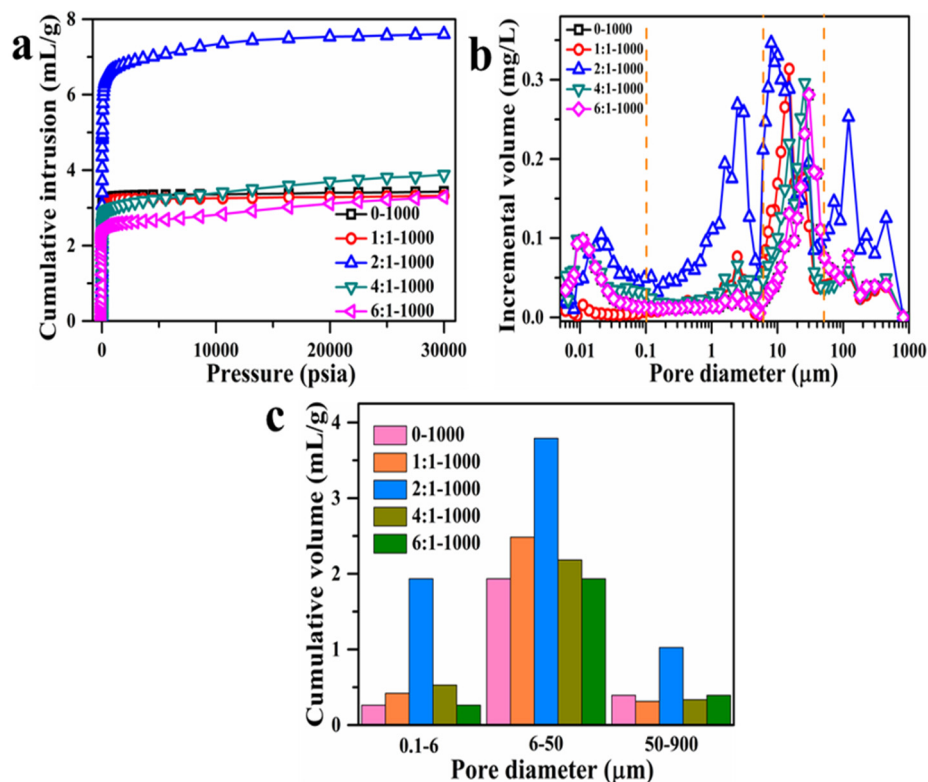 a
Cumulative intrusion (mL/g)
8
6
4
2
0
0-1000
1:1-1000
2:1-1000
4:1-1000
6:1-1000
0 10000 20000 30000
Pressure (psia)
b
Incremental volume (mg/L)
0.3
0.2
0.1
0.0
0-1000
1:1-1000
2:1-1000
4:1-1000
6:1-1000
0.01 0.1 1 10 100 1000
Pore diameter (μm)
c
Cumulative volume (mL/g)
4
3
2
1
0
0-1000
1:1-1000
2:1-1000
4:1-1000
6:1-1000
0.1-6 6-50 50-900
Pore diameter (μm)